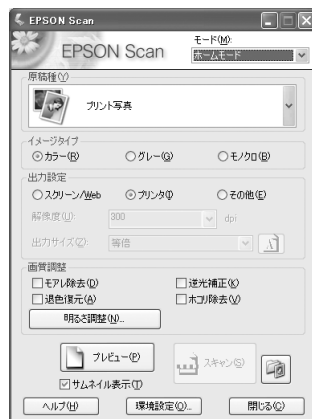 EPSON Scan
EPSON Scan
モード(M):
ホームモード
原稿種(Y)
プリント写真
イメージタイプ
カラー(R)
グレー(G)
モノクロ(B)
出力設定
スクリーン/Web
プリンタ(I)
その他(E)
解像度(U):
300
dpi
出力サイズ(Z):
等倍
画質調整
モアレ除去(D)
逆光補正(K)
退色復元(A)
ホコリ除去(V)
明るさ調整(N)...
プレビュー(P)
スキャン(S)
サムネイル表示(T)
ヘルプ(H)
環境設定(O)...
閉じる(C)